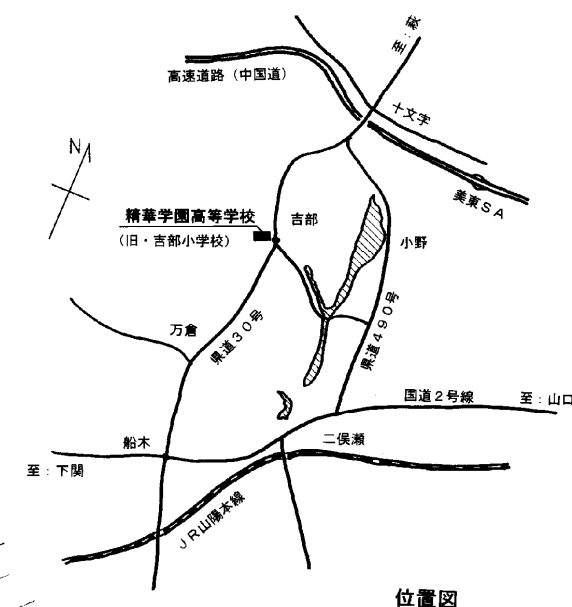 至：萩
高速道路（中国道）
十文字
N
美東ＳＡ
精華学園高等学校
吉部
（旧・吉部小学校）
小野
万倉
県道３０号
県道４９０号
国道２号線
至：山口
船木
二俣瀬
至：下関
ＪＲ山陽本線
位置図